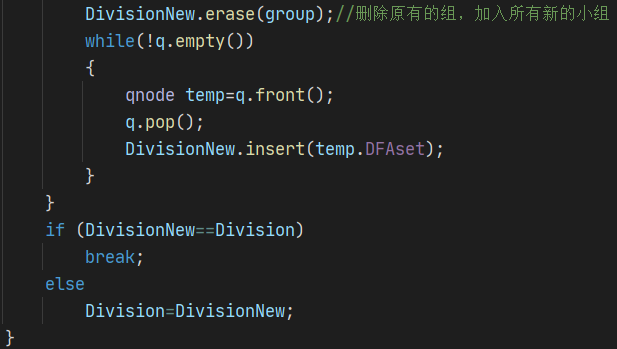 DivisionNew.erase(group);//删除原有的组，加入所有新的小组
while(!q.empty())
{
qnode temp=q.front();
q.pop();
DivisionNew.insert(temp.DFAset);
}
}
if (DivisionNew==Division)
break;
else
Division=DivisionNew;
}